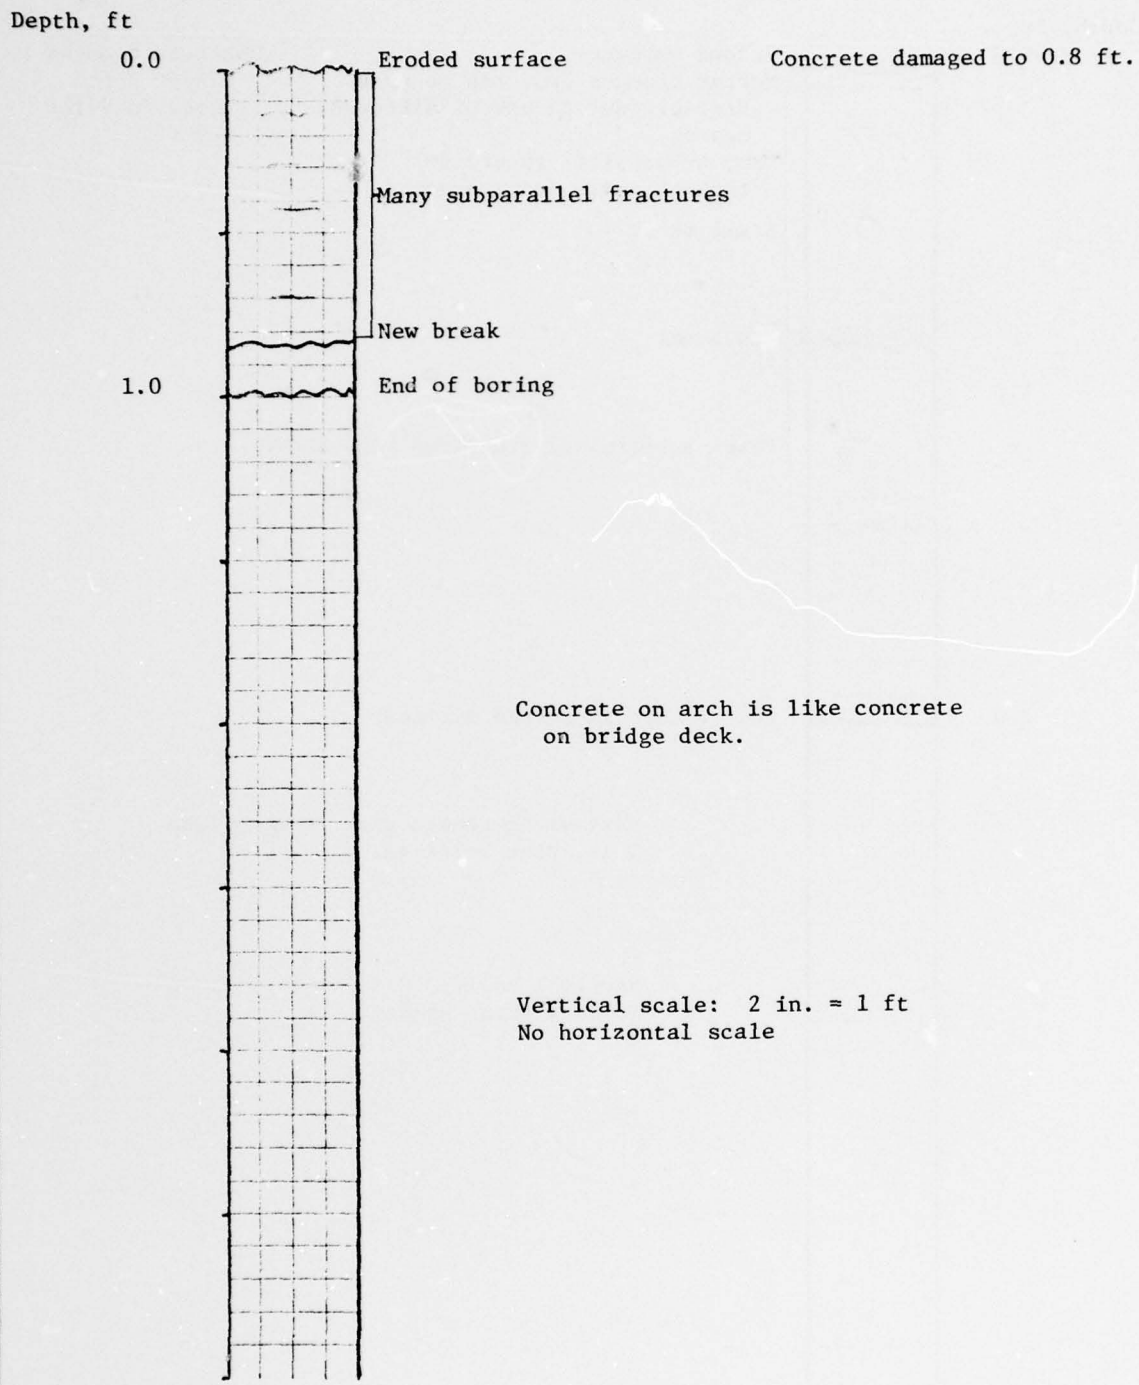 Depth, ft
0.0 Eroded surface Concrete damaged to 0.8 ft.
Many subparallel fractures
New break
1.0 End of boring
Concrete on arch is like concrete
on bridge deck.
Vertical scale: 2 in. = 1 ft
No horizontal scale